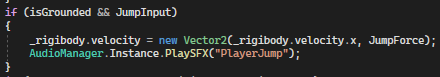 if (isGrounded && JumpInput)
{
_rigibody.velocity = new Vector2(_rigibody.velocity.x, JumpForce);
AudioManager.Instance.PlaySFX("PlayerJump");
}